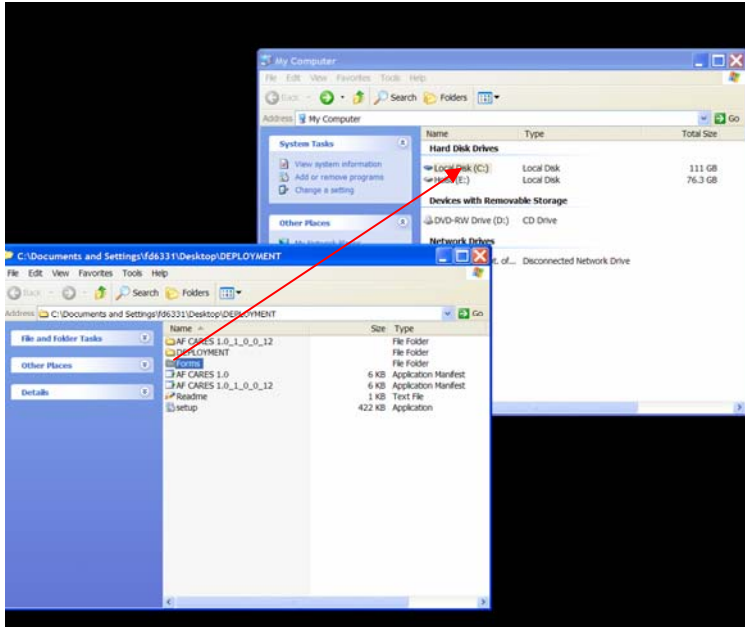 My Computer
File Edit View Favorites Tools Help
Back Search Folders
Address My Computer Go
Name Type Total Size
System Tasks
View system information
Add or remove programs
Change a setting
Other Places
Hard Disk Drives
Local Disk (C:) Local Disk 111 GB
(E:) Local Disk 76.3 GB
Devices with Removable Storage
DVD-RW Drive (D:) CD Drive
Network Drives
of... Disconnected Network Drive
C:\Documents and Settings\fd6331\Desktop\DEPLOYMENT
File Edit View Favorites Tools Help
Back Search Folders
Address C:\Documents and Settings\fd6331\Desktop\DEPLOYMENT Go
Name Size Type
File and Folder Tasks
Other Places
Details
AF CARES 1.0_1_0_0_12 File Folder
DEPLOYMENT File Folder
Forms File Folder
AF CARES 1.0 6 KB Application Manifest
AF CARES 1.0_1_0_0_12 6 KB Application Manifest
Readme 1 KB Text File
setup 422 KB Application